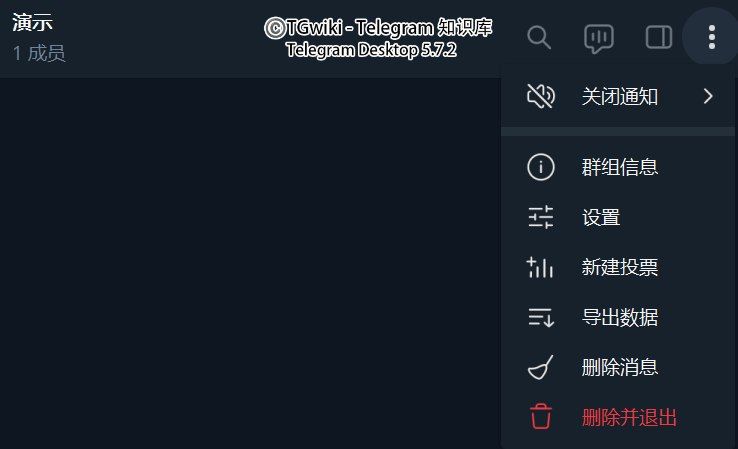 演示
1 成员
©TGwiki - Telegram 知识库
Telegram Desktop 5.7.2
关闭通知
群组信息
设置
新建投票
导出数据
删除消息
删除并退出